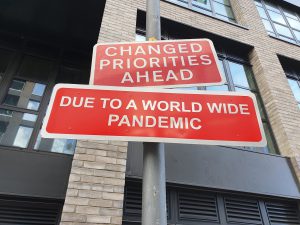 CHANGED
PRIORITIES
AHEAD
DUE TO A WORLD WIDE
PANDEMIC